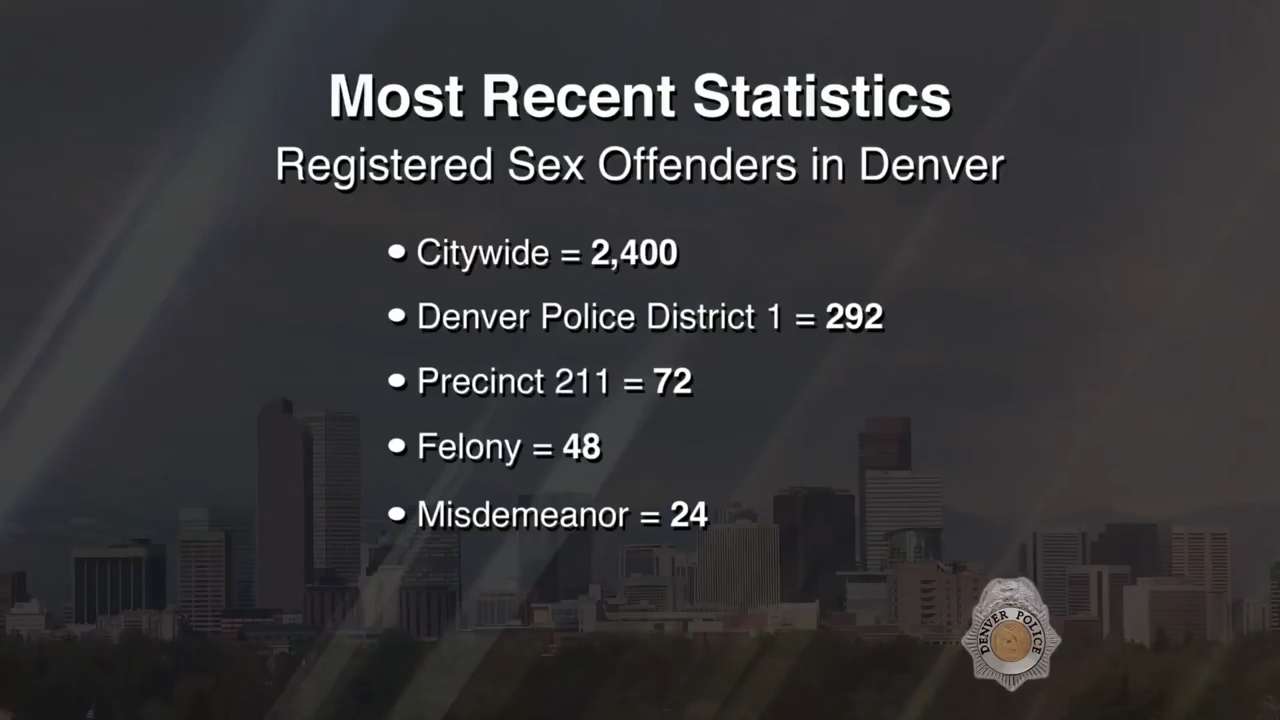 Most Recent Statistics
Registered Sex Offenders in Denver
• Citywide = 2,400
• Denver Police District 1 = 292
• Precinct 211 = 72
• Felony = 48
• Misdemeanor = 24
DENVER POLICE